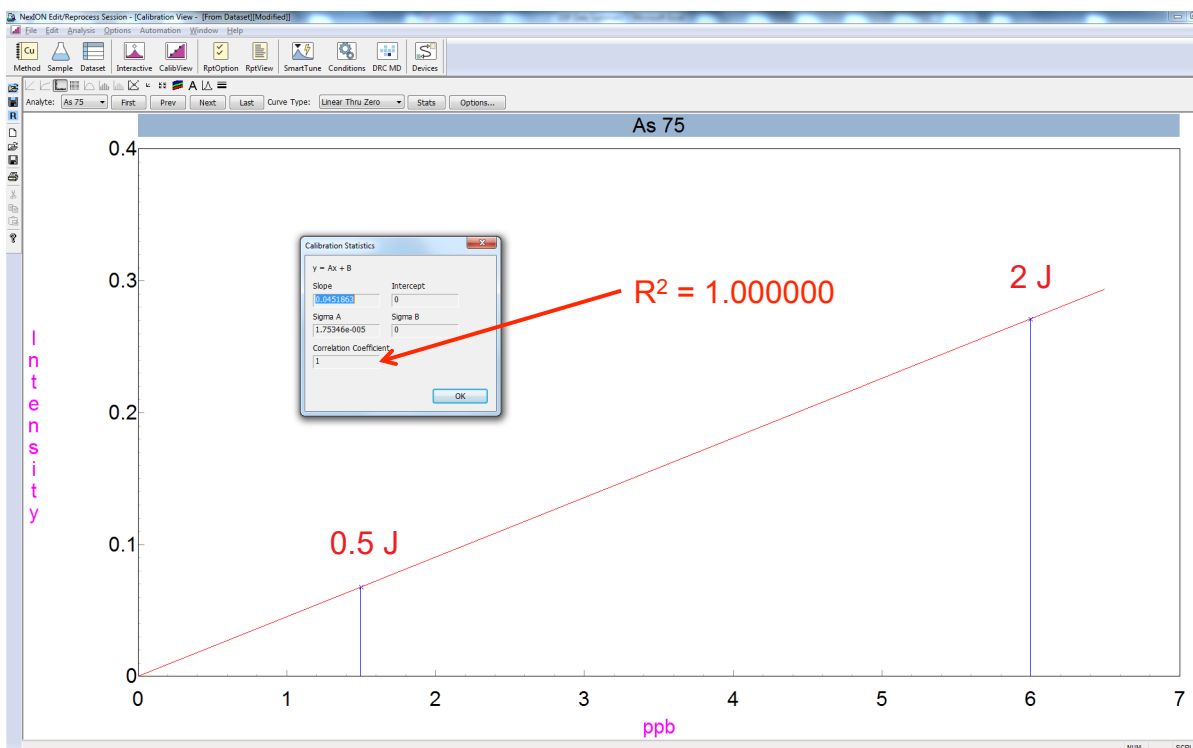 NexION Edit/Reprocess Session - [Calibration View - [From Dataset][Modified]]
File Edit Analysis Options Automation Window Help
Cu
Method Sample Dataset Interactive CalibView RptOption RptView SmartTune Conditions DRC MD Devices
Analyte: As 75 First Prev Next Last Curve Type: Linear Thru Zero Stats Options...
R
As 75
0.4
0.3
0.2
0.1
0
Intensity
Calibration Statistics
y = Ax + B
Slope Intercept
0.0451863 0
Sigma A Sigma B
1.75346e-005 0
Correlation Coefficient
1
OK
R² = 1.000000
2 J
0.5 J
0 1 2 3 4 5 6 7
ppb
NUM SCRL